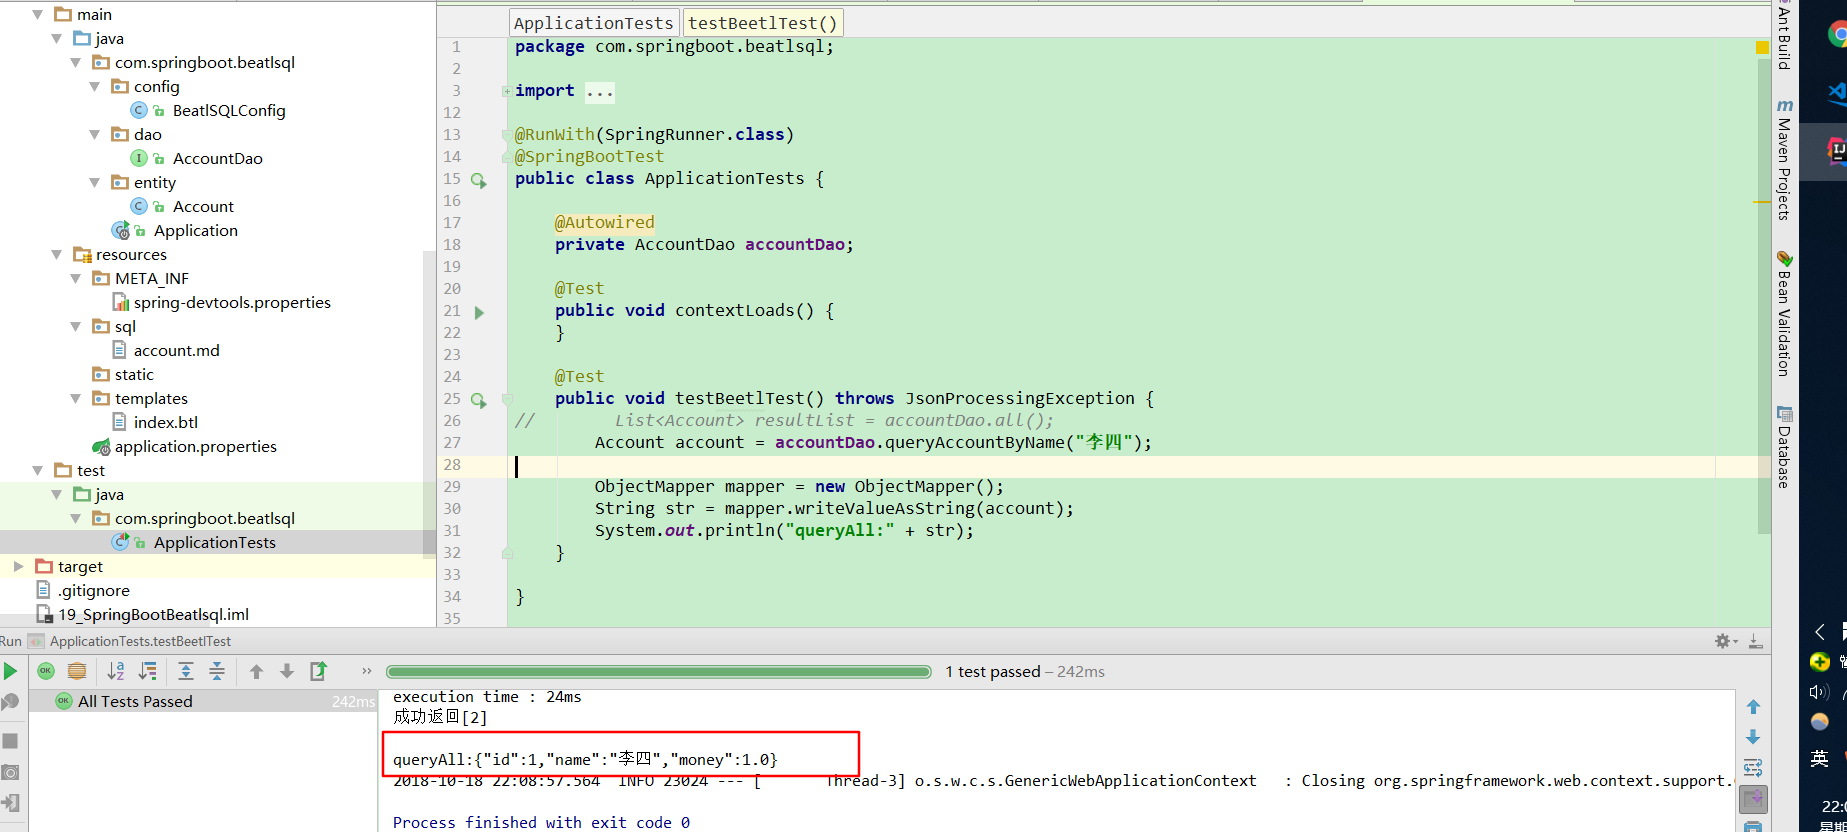 main
java
com.springboot.beatlsql
config
BeatlSQLConfig
dao
AccountDao
entity
Account
Application
resources
META_INF
spring-devtools.properties
sql
account.md
static
templates
index.btl
application.properties
test
java
com.springboot.beatlsql
ApplicationTests
target
.gitignore
19_SpringBootBeatlsql.iml
ApplicationTests testBeetlTest()
1 package com.springboot.beatlsql;
2
3 import ...
12
13 @RunWith(SpringRunner.class)
14 @SpringBootTest
15 public class ApplicationTests {
16
17 @Autowired
18 private AccountDao accountDao;
19
20 @Test
21 public void contextLoads() {
22 }
23
24 @Test
25 public void testBeetlTest() throws JsonProcessingException {
26 // List<Account> resultList = accountDao.all();
27 Account account = accountDao.queryAccountByName("李四");
28
29 ObjectMapper mapper = new ObjectMapper();
30 String str = mapper.writeValueAsString(account);
31 System.out.println("queryAll:" + str);
32 }
33
34 }
35
Ant Build
Maven Projects
Bean Validation
Database
Run ApplicationTests.testBeetlTest
1 test passed – 242ms
All Tests Passed 242ms
execution time : 24ms
成功返回[2]
queryAll:{"id":1,"name":"李四","money":1.0}
2018-10-18 22:08:57.564 INFO 23024 --- [ Thread-3] o.s.w.c.s.GenericWebApplicationContext : Closing org.springframework.web.context.support.
Process finished with exit code 0
英